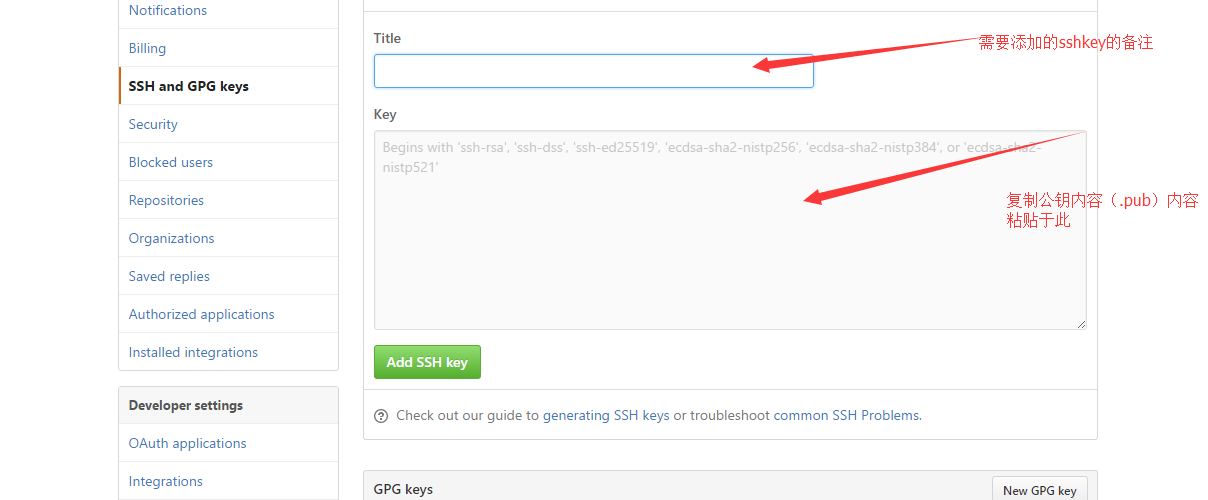 Notifications
Billing
SSH and GPG keys
Security
Blocked users
Repositories
Organizations
Saved replies
Authorized applications
Installed integrations
Developer settings
OAuth applications
Integrations
Title
需要添加的sshkey的备注
Key
Begins with 'ssh-rsa', 'ssh-dss', 'ssh-ed25519', 'ecdsa-sha2-nistp256', 'ecdsa-sha2-nistp384', or 'ecdsa-sha2-
nistp521'
复制公钥内容（.pub）内容
粘贴于此
Add SSH key
Check out our guide to generating SSH keys or troubleshoot common SSH Problems.
GPG keys
New GPG key